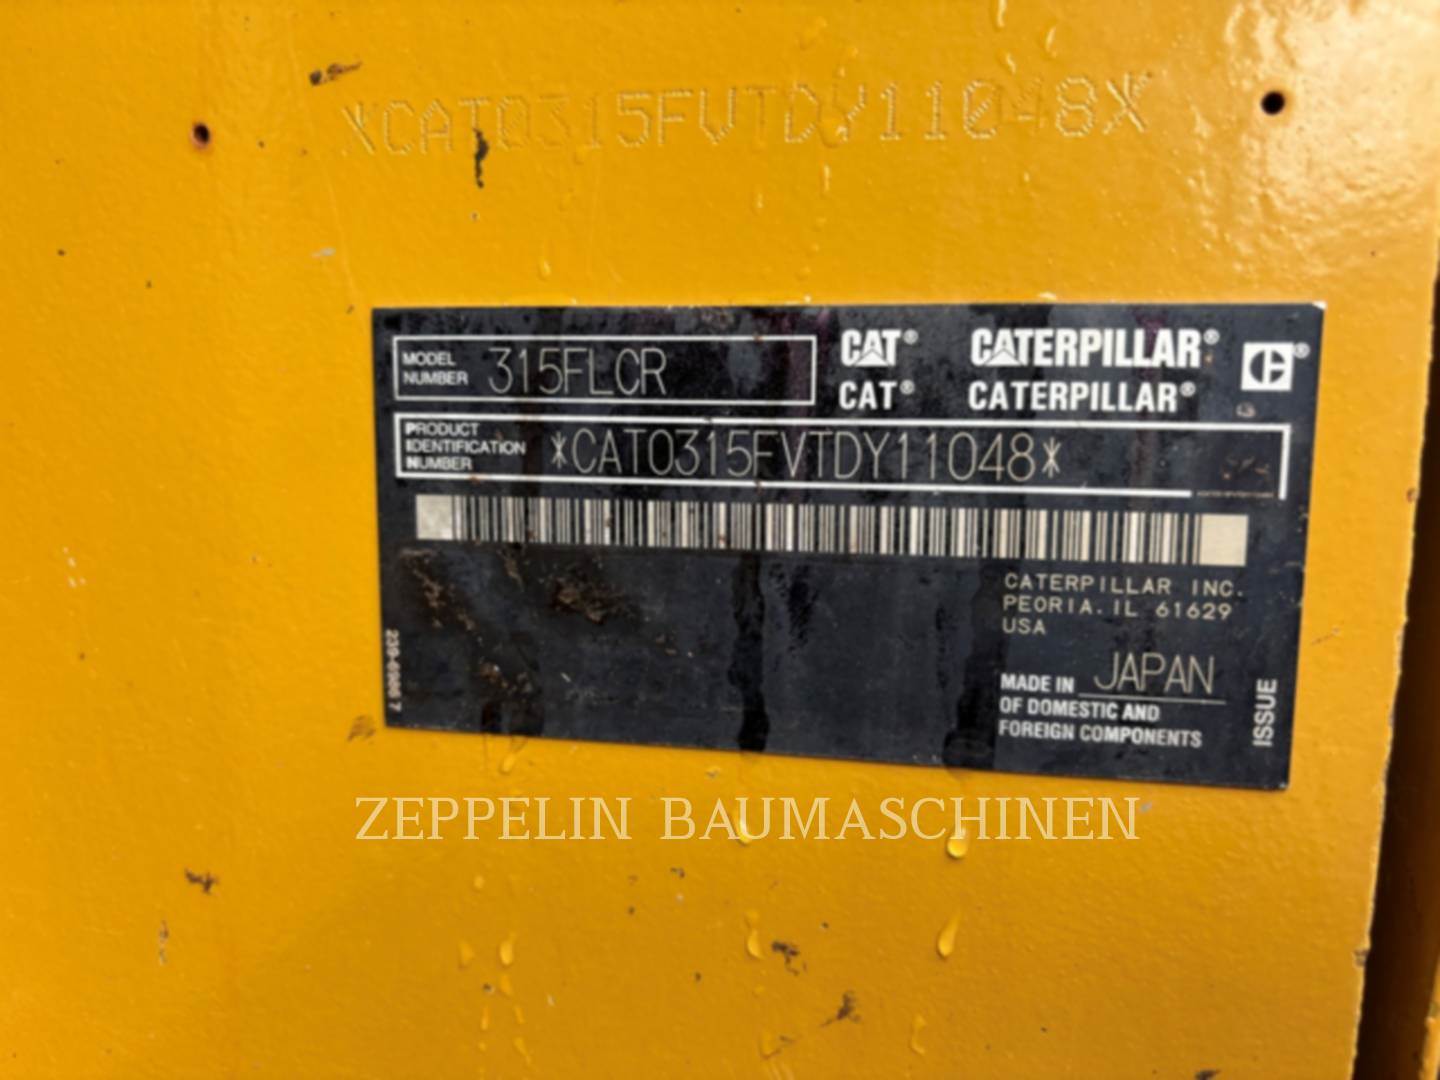 *CAT0315FVTDY11048*
MODEL NUMBER 315FLCR
CAT® CATERPILLAR®
CAT® CATERPILLAR®
PRODUCT IDENTIFICATION NUMBER *CAT0315FVTDY11048*
CATERPILLAR INC.
PEORIA. IL 61629
USA
MADE IN JAPAN
OF DOMESTIC AND
FOREIGN COMPONENTS
ISSUE
ZEPPELIN BAUMASCHINEN